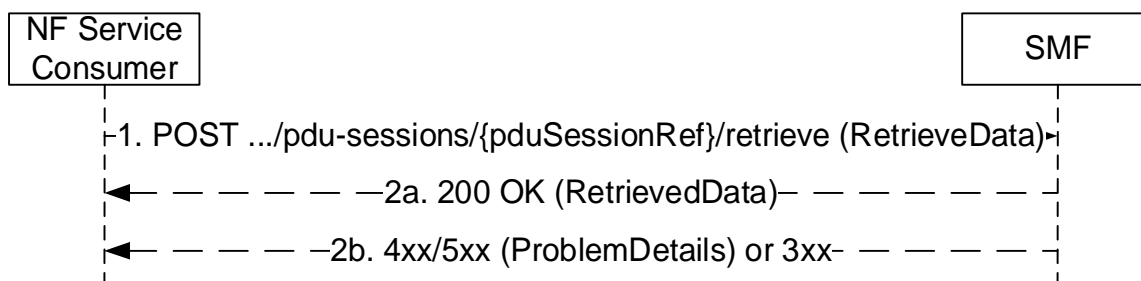 NF Service
Consumer
SMF
1. POST .../pdu-sessions/{pduSessionRef}/retrieve (RetrieveData)
2a. 200 OK (RetrievedData)
2b. 4xx/5xx (ProblemDetails) or 3xx